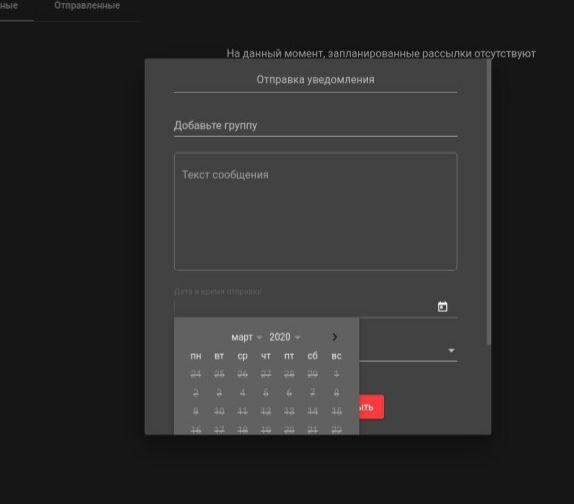 ные Отправленные
На данный момент, запланированные рассылки отсутствуют
Отправка уведомления
Добавьте группу
Текст сообщения
Дата и время отправки
март 2020
пн вт ср чт пт сб вс
24 25 26 27 28 29 1
2 3 4 5 6 7 8
9 10 11 12 13 14 15
ыть
16 17 18 19 20 21 22